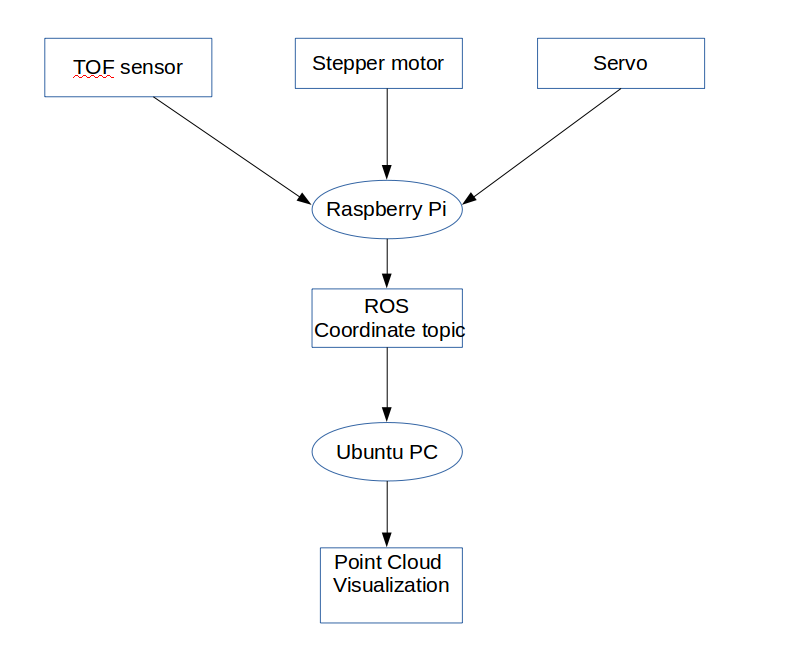 TOF sensor
Stepper motor
Servo
Raspberry Pi
ROS
Coordinate topic
Ubuntu PC
Point Cloud
Visualization